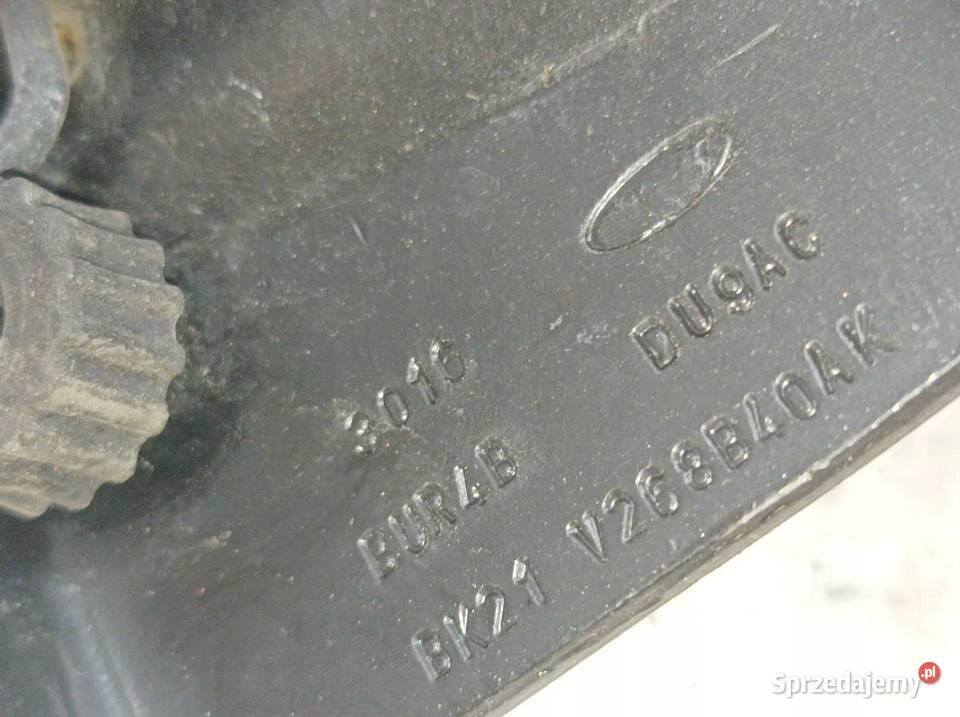 DU9AC
3016
BUR4B
BK21 V268B40AK
Sprzedajemy.pl